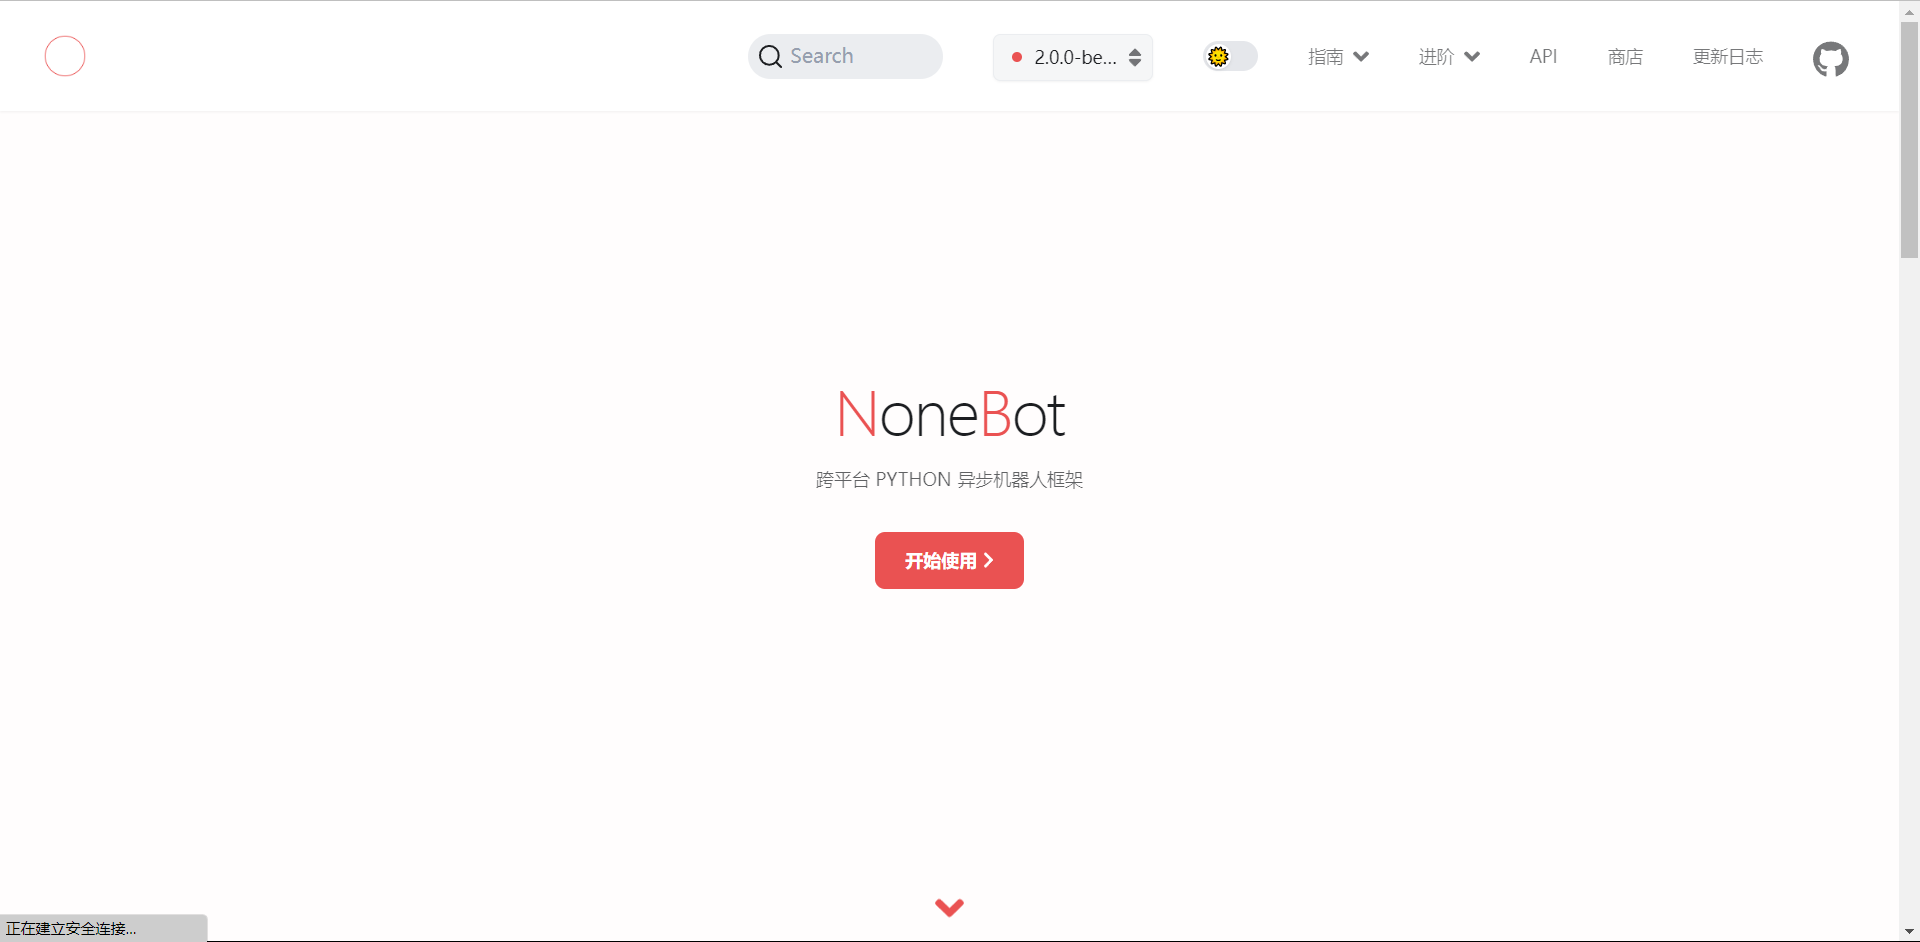 Search
2.0.0-be...
指南
进阶
API
商店
更新日志
NoneBot
跨平台 PYTHON 异步机器人框架
开始使用
正在建立安全连接...